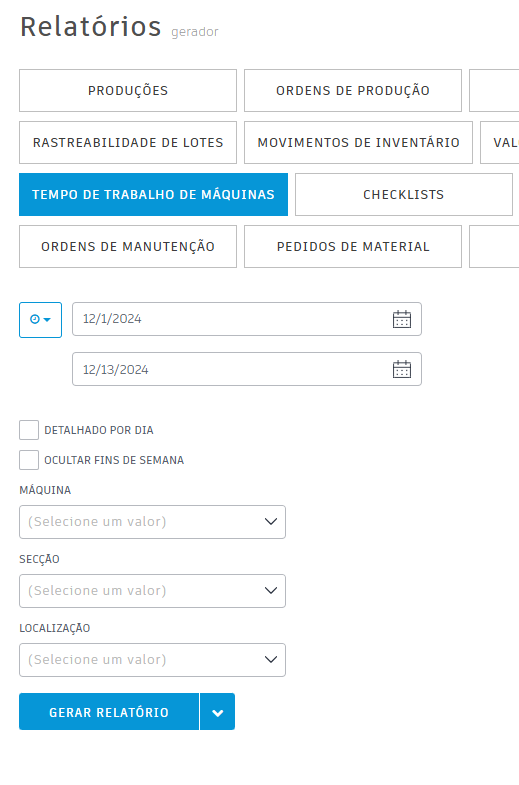 Relatórios gerador
PRODUÇÕES ORDENS DE PRODUÇÃO
RASTREABILIDADE DE LOTES MOVIMENTOS DE INVENTÁRIO
TEMPO DE TRABALHO DE MÁQUINAS CHECKLISTS
ORDENS DE MANUTENÇÃO PEDIDOS DE MATERIAL
12/1/2024
12/13/2024
DETALHADO POR DIA
OCULTAR FINS DE SEMANA
MÁQUINA
(Selecione um valor)
SECÇÃO
(Selecione um valor)
LOCALIZAÇÃO
(Selecione um valor)
GERAR RELATÓRIO